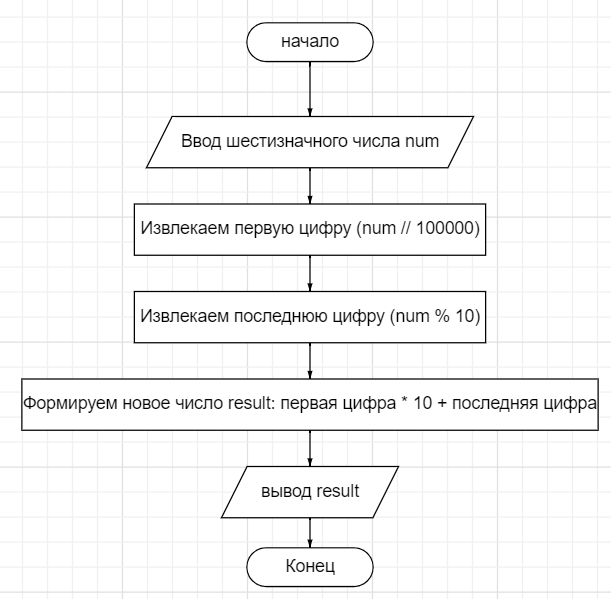 начало
Ввод шестизначного числа num
Извлекаем первую цифру (num // 100000)
Извлекаем последнюю цифру (num % 10)
Формируем новое число result: первая цифра * 10 + последняя цифра
вывод result
Конец